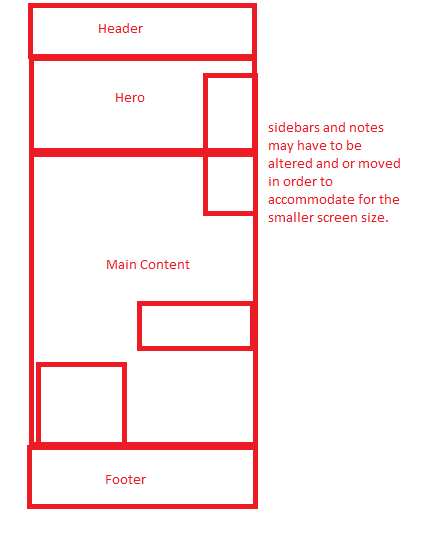 Header
Hero
sidebars and notes
may have to be
altered and or moved
in order to
accommodate for the
smaller screen size.
Main Content
Footer